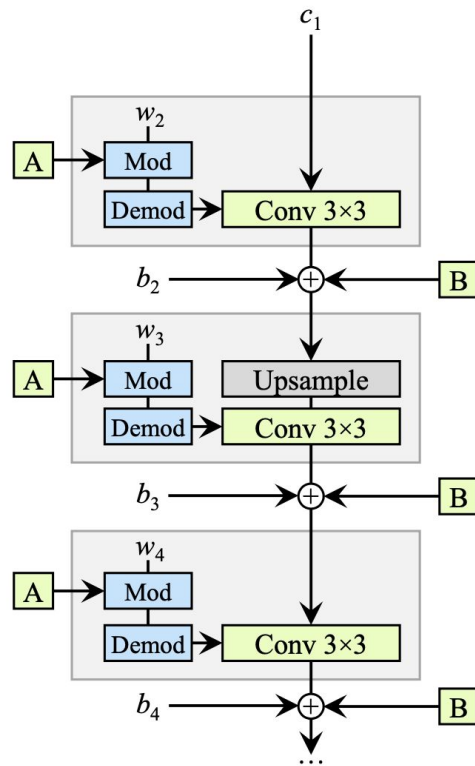 c₁
w₂
A
Mod
Demod
Conv 3×3
b₂
+
B
w₃
A
Mod
Upsample
Demod
Conv 3×3
b₃
+
B
w₄
A
Mod
Demod
Conv 3×3
b₄
+
B
...